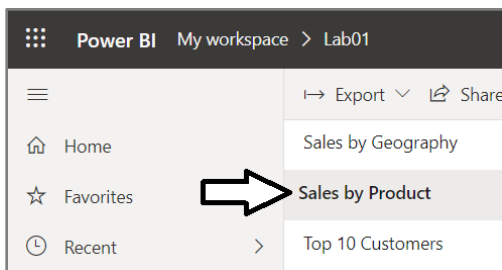 Power BI My workspace > Lab01
Export Share
Home
Sales by Geography
Favorites
Sales by Product
Recent >
Top 10 Customers